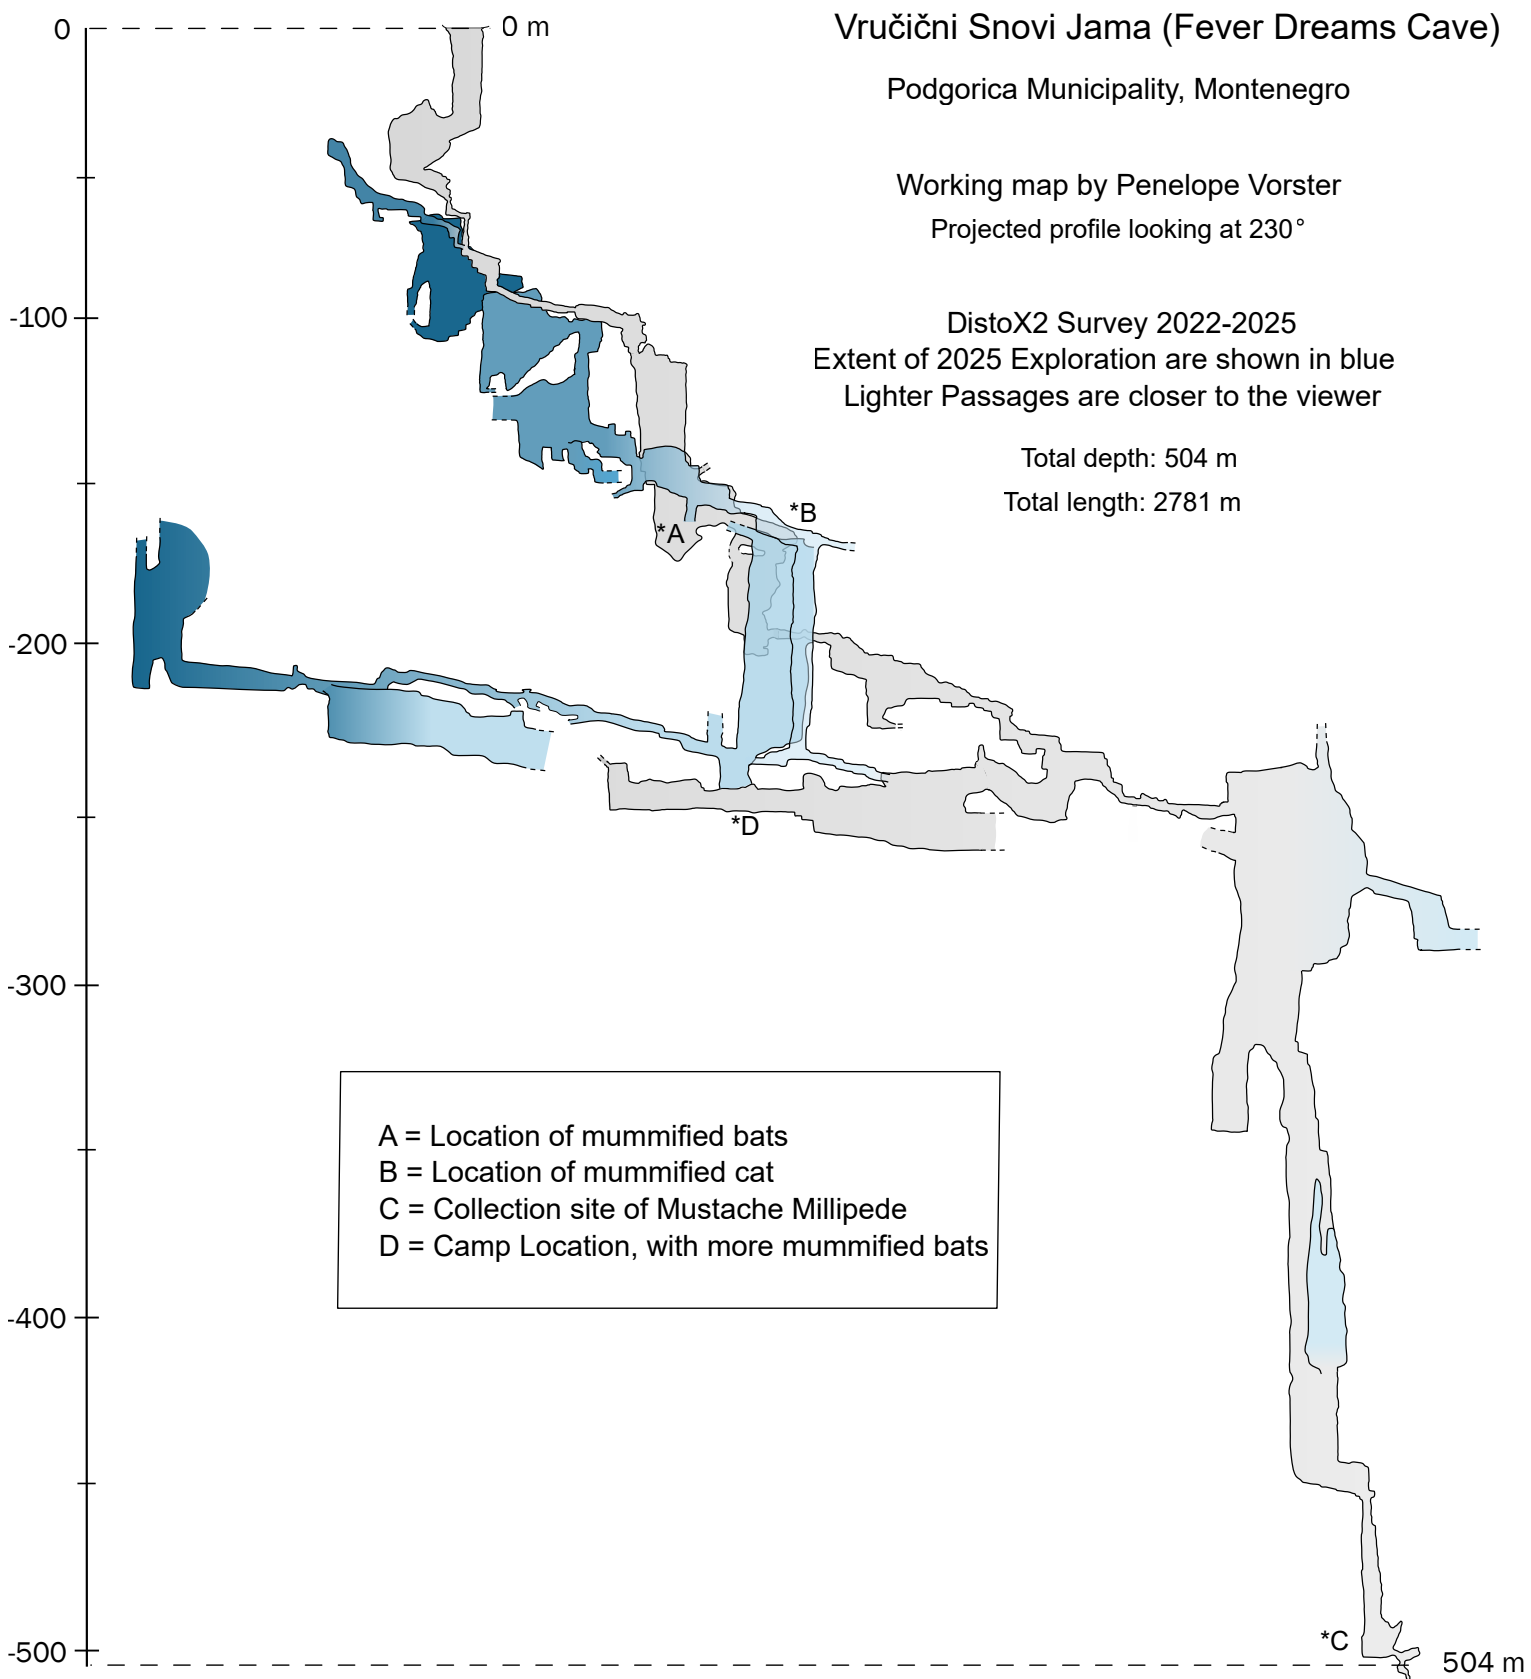 0
0 m
Vručični Snovi Jama (Fever Dreams Cave)
Podgorica Municipality, Montenegro
Working map by Penelope Vorster
Projected profile looking at 230°
-100
DistoX2 Survey 2022-2025
Extent of 2025 Exploration are shown in blue
Lighter Passages are closer to the viewer
Total depth: 504 m
Total length: 2781 m
*B
*A
-200
*D
-300
A = Location of mummified bats
B = Location of mummified cat
C = Collection site of Mustache Millipede
D = Camp Location, with more mummified bats
-400
*C
-500
504 m